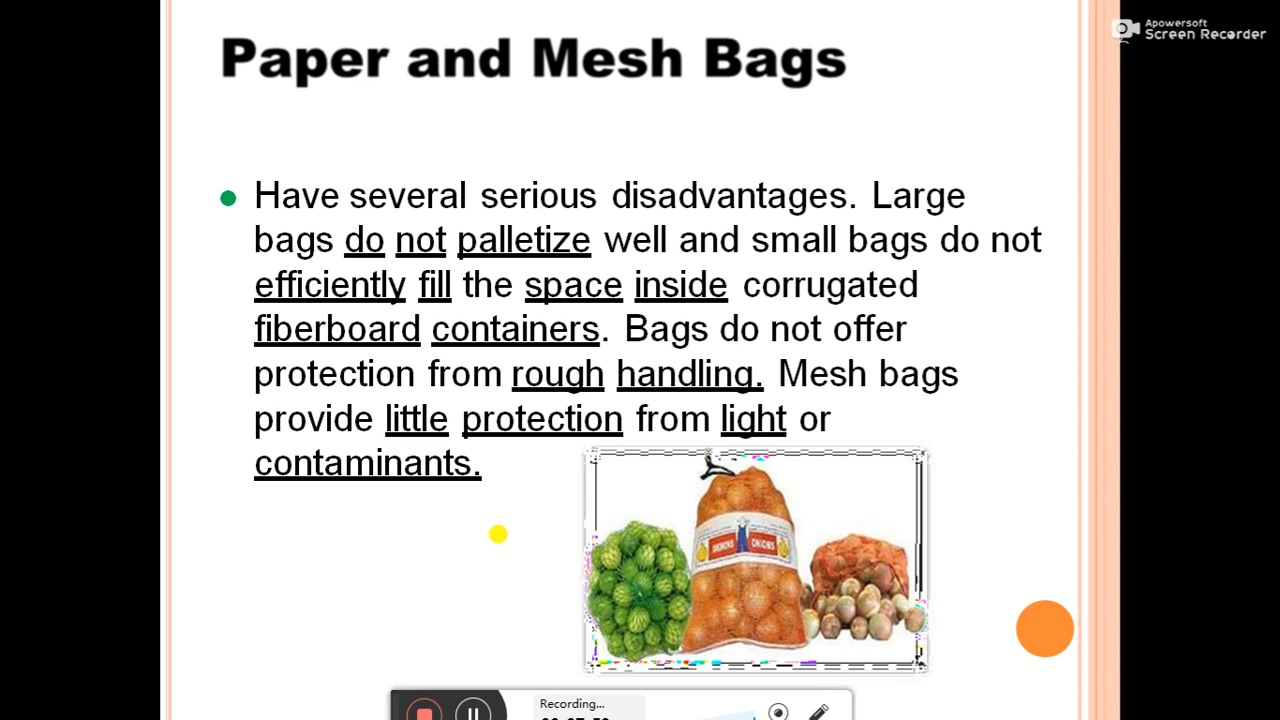 Paper and Mesh Bags
Apowersoft
Screen Recorder
Have several serious disadvantages. Large
bags do not palletize well and small bags do not
efficiently fill the space inside corrugated
fiberboard containers. Bags do not offer
protection from rough handling. Mesh bags
provide little protection from light or
contaminants.
ONIONS
Recording...